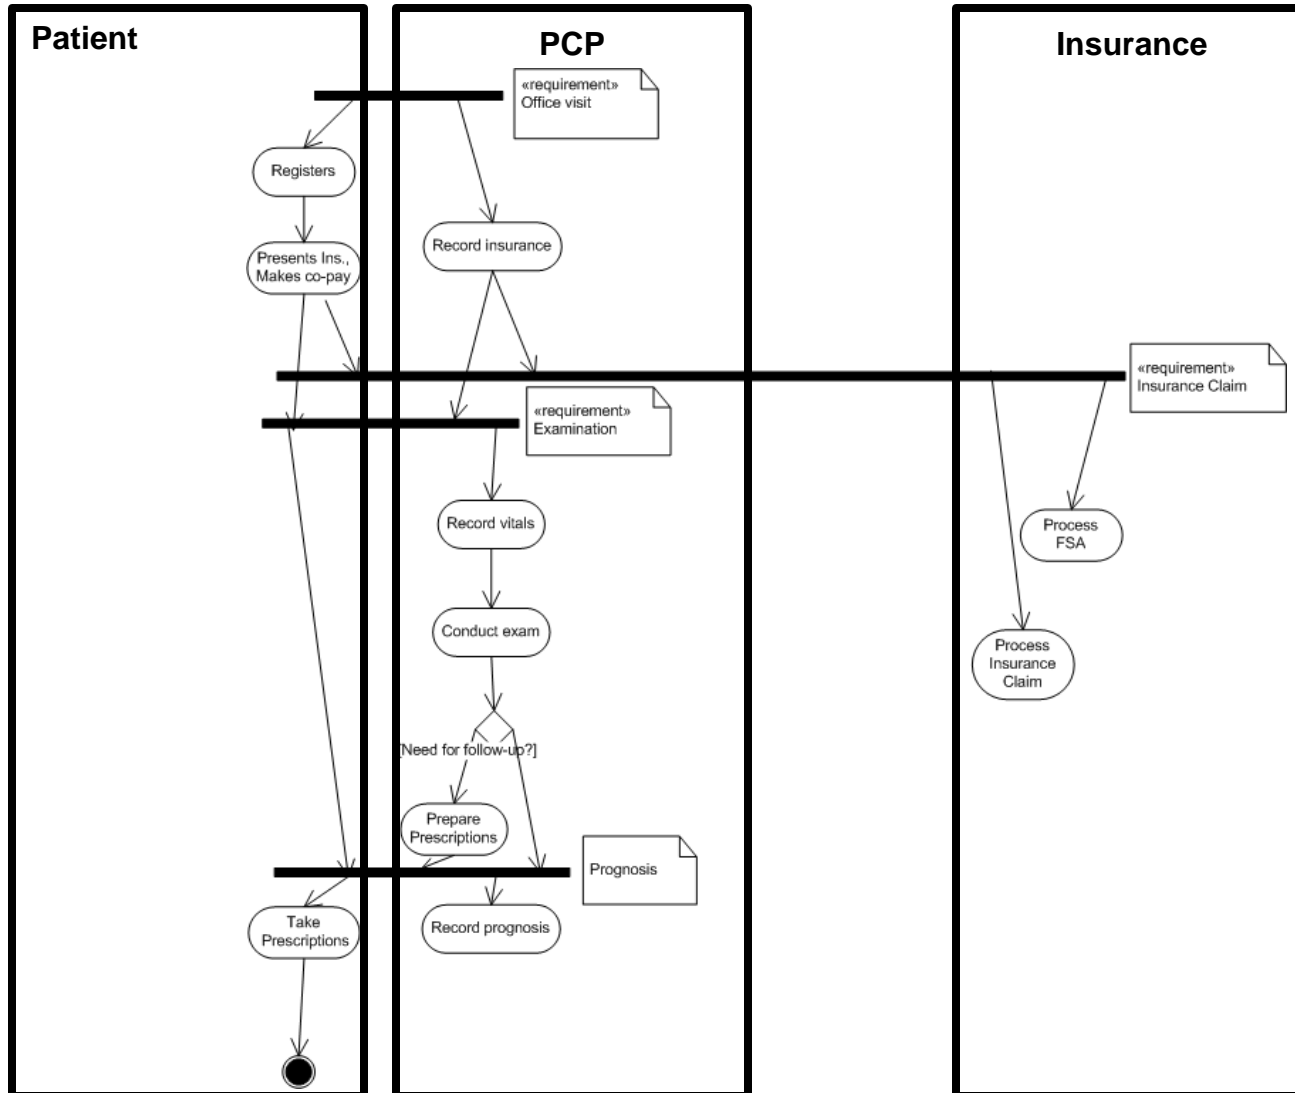 Patient
PCP
Insurance
«requirement»
Office visit
Registers
Record insurance
Presents Ins.,
Makes co-pay
«requirement»
Insurance Claim
«requirement»
Examination
Record vitals
Process
FSA
Conduct exam
Process
Insurance
Claim
[Need for follow-up?]
Prepare
Prescriptions
Prognosis
Take
Prescriptions
Record prognosis